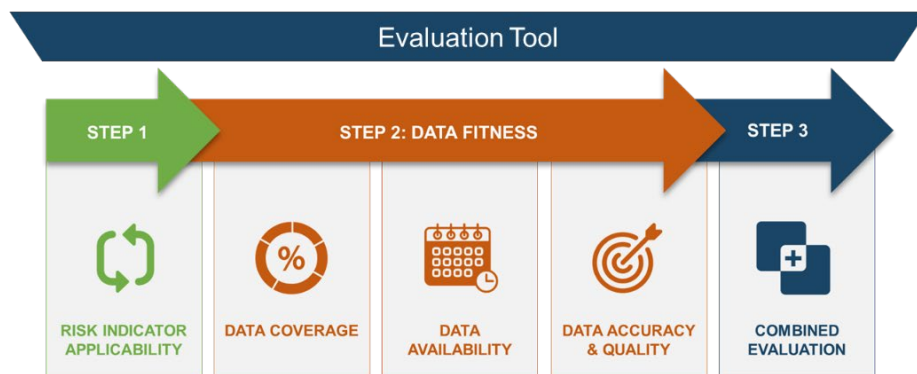 Evaluation Tool
STEP 1
STEP 2: DATA FITNESS
STEP 3
%
RISK INDICATOR
APPLICABILITY
DATA COVERAGE
DATA
AVAILABILITY
DATA ACCURACY
& QUALITY
COMBINED
EVALUATION